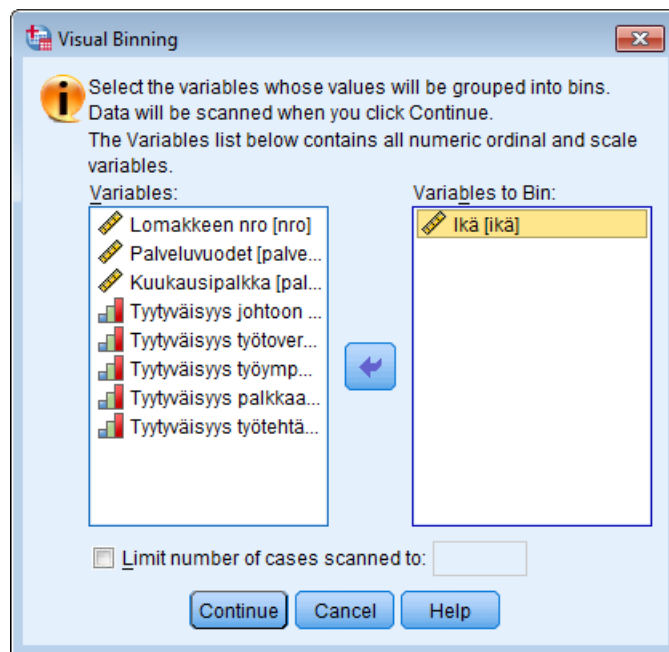 Visual Binning
Select the variables whose values will be grouped into bins.
Data will be scanned when you click Continue.
The Variables list below contains all numeric ordinal and scale
variables.
Variables:
Lomakkeen nro [nro]
Palveluvuodet [palve...
Kuukausipalkka [pal...
Tyytyväisyys johtoon ...
Tyytyväisyys työtover...
Tyytyväisyys työymp...
Tyytyväisyys palkkaa...
Tyytyväisyys työtehtä...
Variables to Bin:
Ikä [ikä]
Limit number of cases scanned to:
Continue Cancel Help